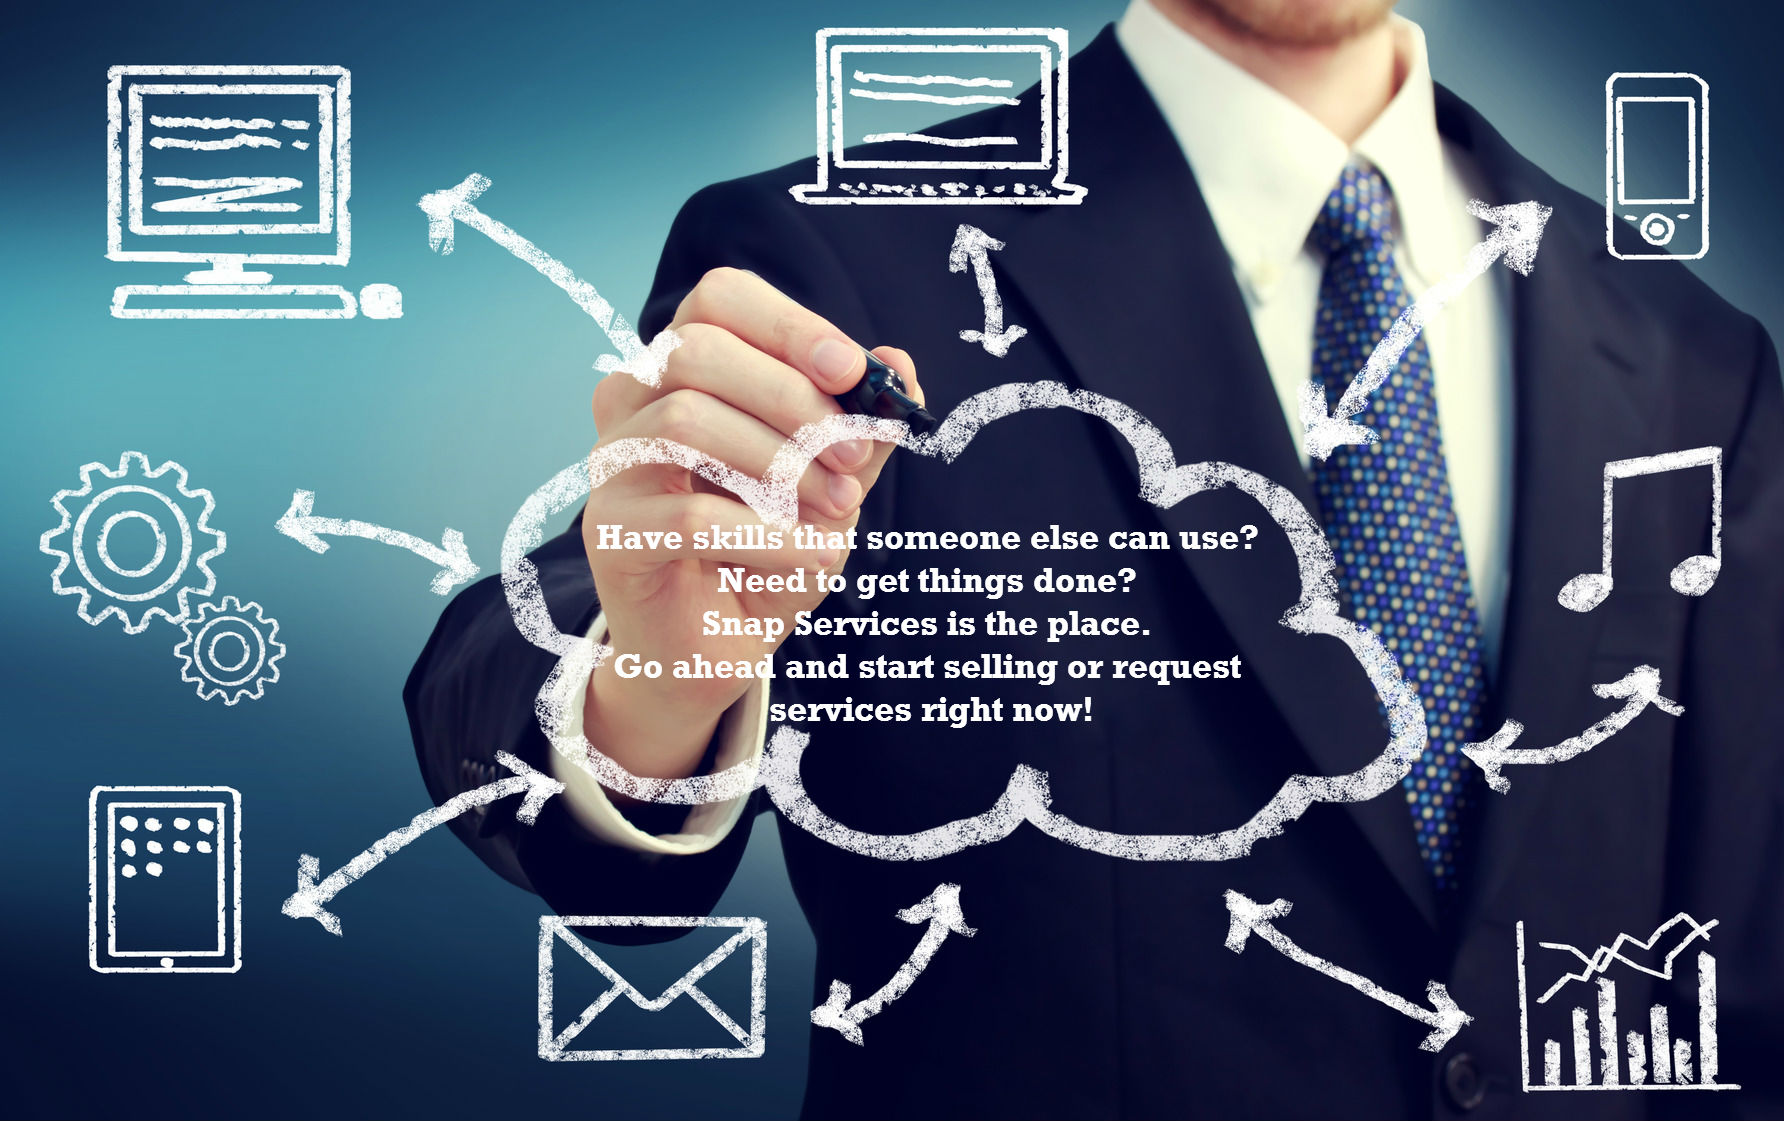 Have skills that someone else can use?
Need to get things done?
Snap Services is the place.
Go ahead and start selling or request
services right now!